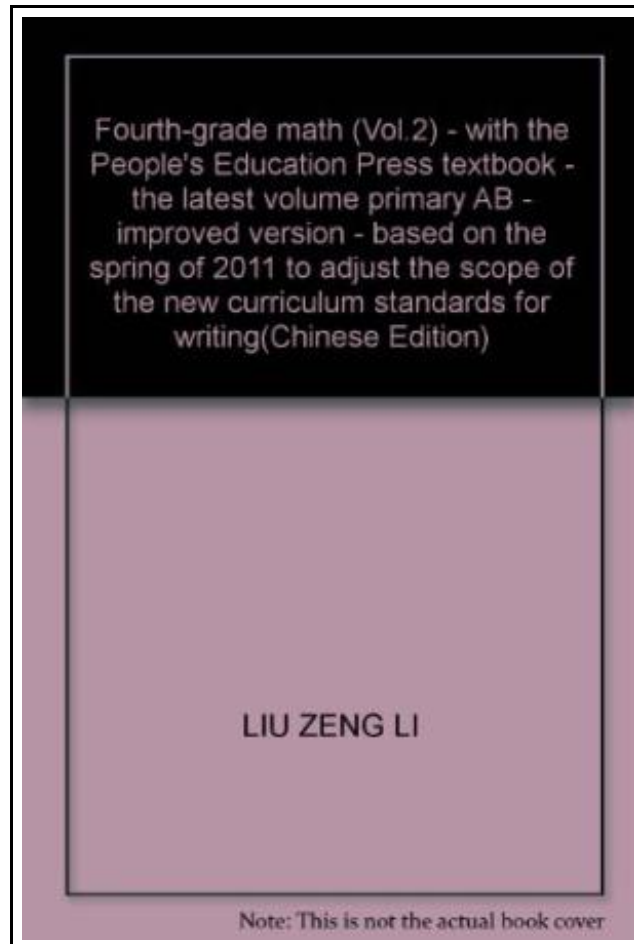 Fourth-grade math (Vol.2) - with the
People's Education Press textbook -
the latest volume primary AB -
improved version - based on the
spring of 2011 to adjust the scope of
the new curriculum standards for
writing(Chinese Edition)
LIU ZENG LI
Note: This is not the actual book cover